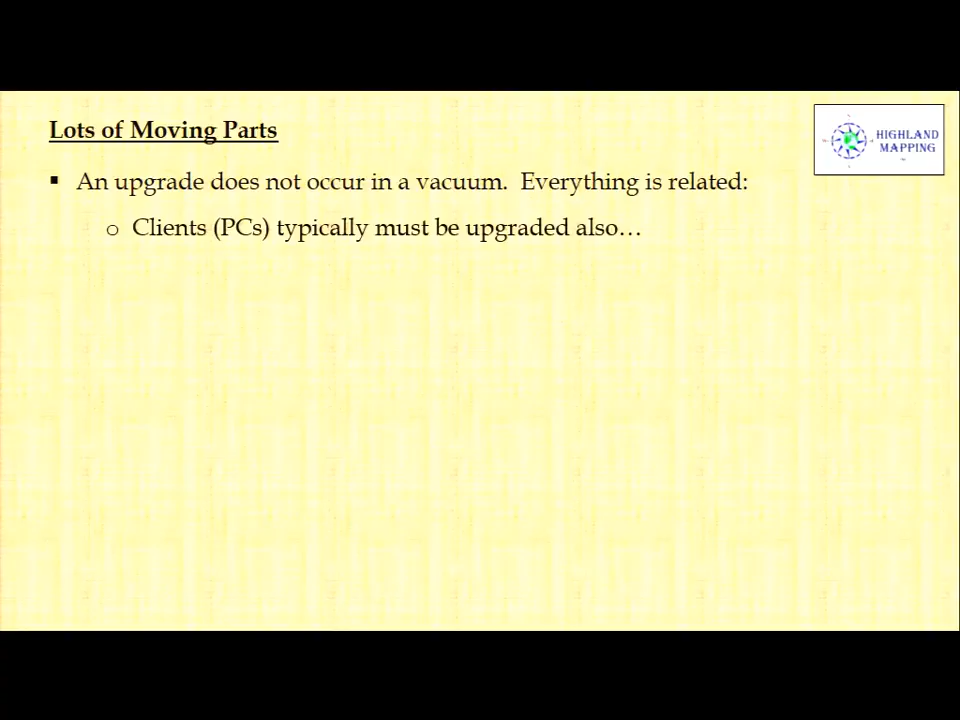 Lots of Moving Parts
HIGHLAND
MAPPING
▪ An upgrade does not occur in a vacuum.  Everything is related:
o Clients (PCs) typically must be upgraded also…